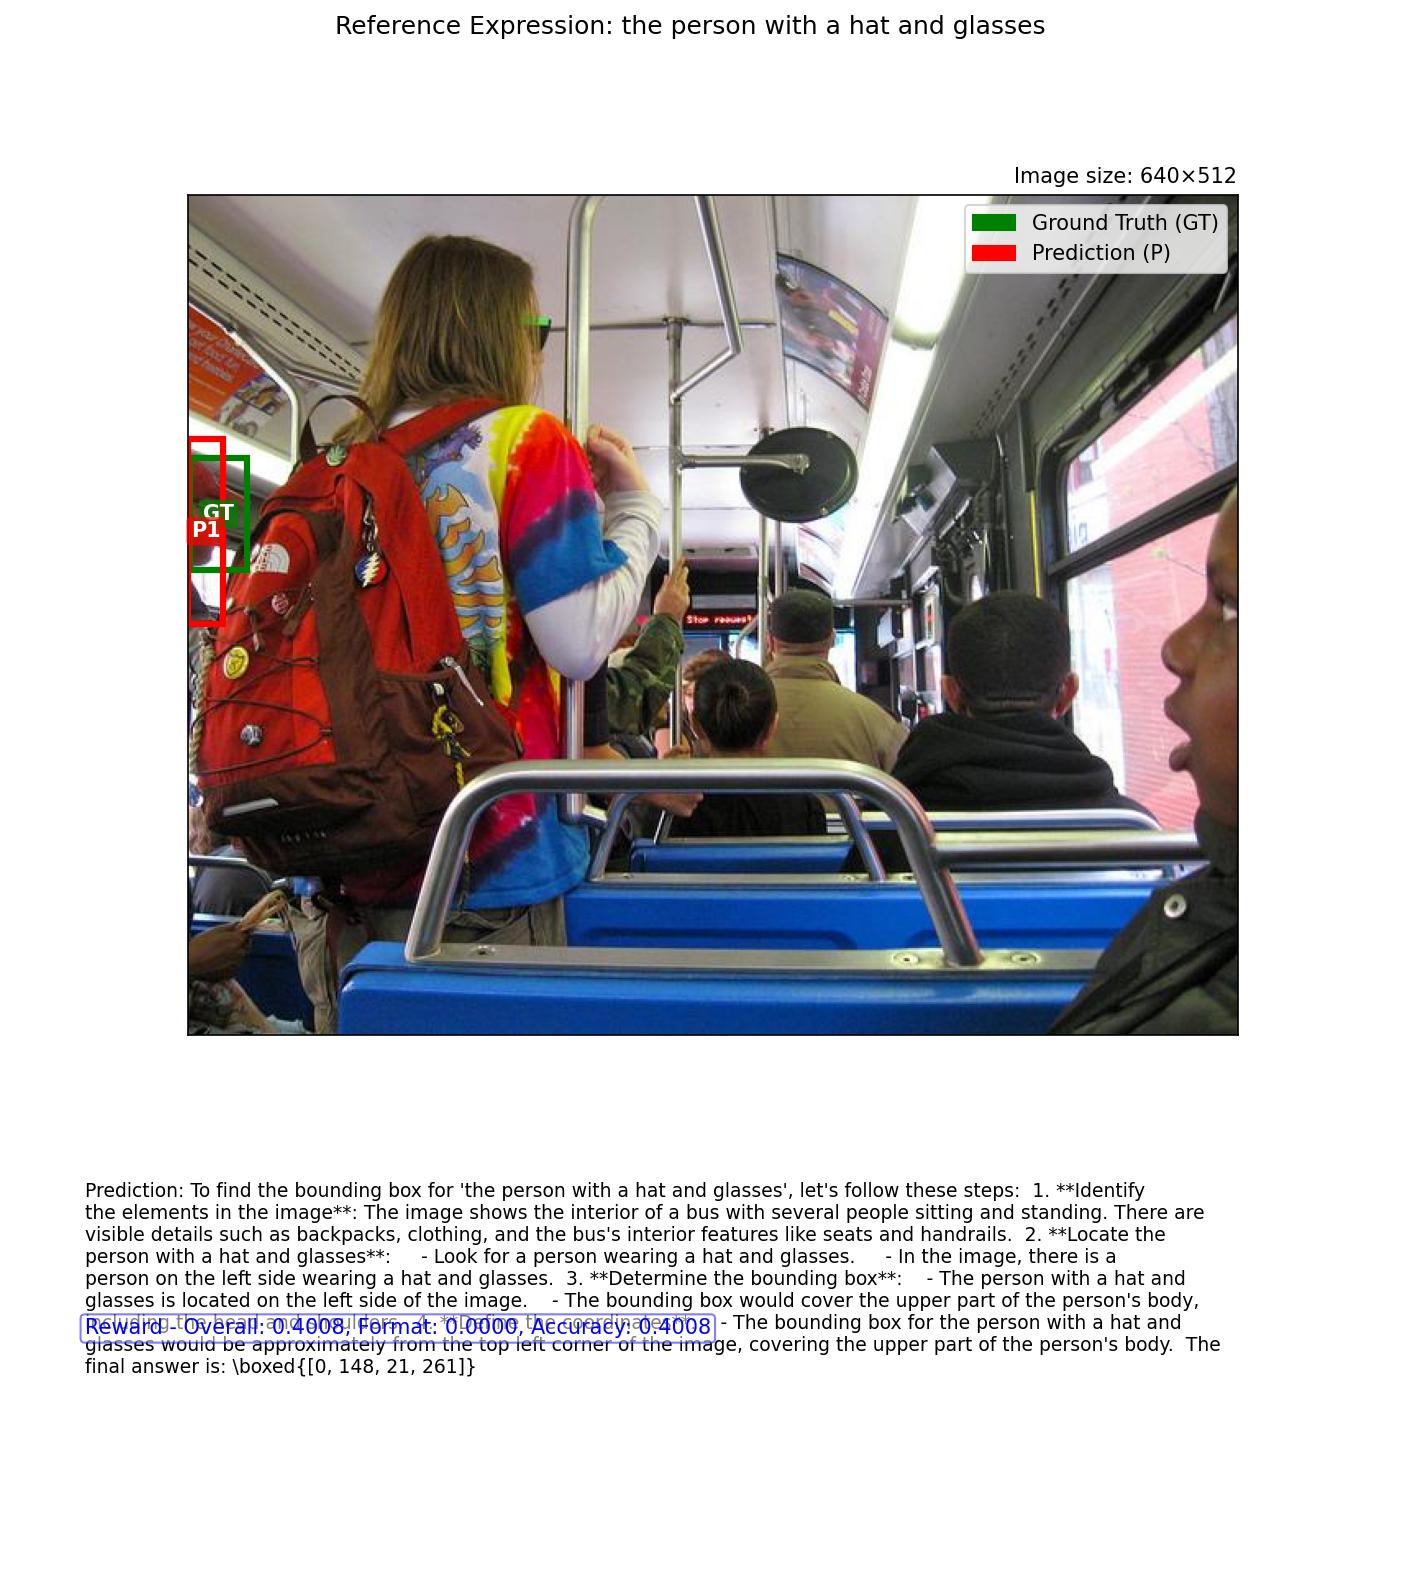 Reference Expression: the person with a hat and glasses
Image size: 640×512
Ground Truth (GT)
Prediction (P)
GT
P1
Stop request
Prediction: To find the bounding box for 'the person with a hat and glasses', let's follow these steps:  1. **Identify
the elements in the image**: The image shows the interior of a bus with several people sitting and standing. There are
visible details such as backpacks, clothing, and the bus's interior features like seats and handrails.  2. **Locate the
person with a hat and glasses**:     - Look for a person wearing a hat and glasses.     - In the image, there is a
person on the left side wearing a hat and glasses.  3. **Determine the bounding box**:    - The person with a hat and
glasses is located on the left side of the image.    - The bounding box would cover the upper part of the person's body,
including the head and shoulders.  4. **Define the coordinates**:    - The bounding box for the person with a hat and
Reward - Overall: 0.4008, Format: 0.0000, Accuracy: 0.4008
glasses would be approximately from the top left corner of the image, covering the upper part of the person's body.  The
final answer is: \boxed{[0, 148, 21, 261]}